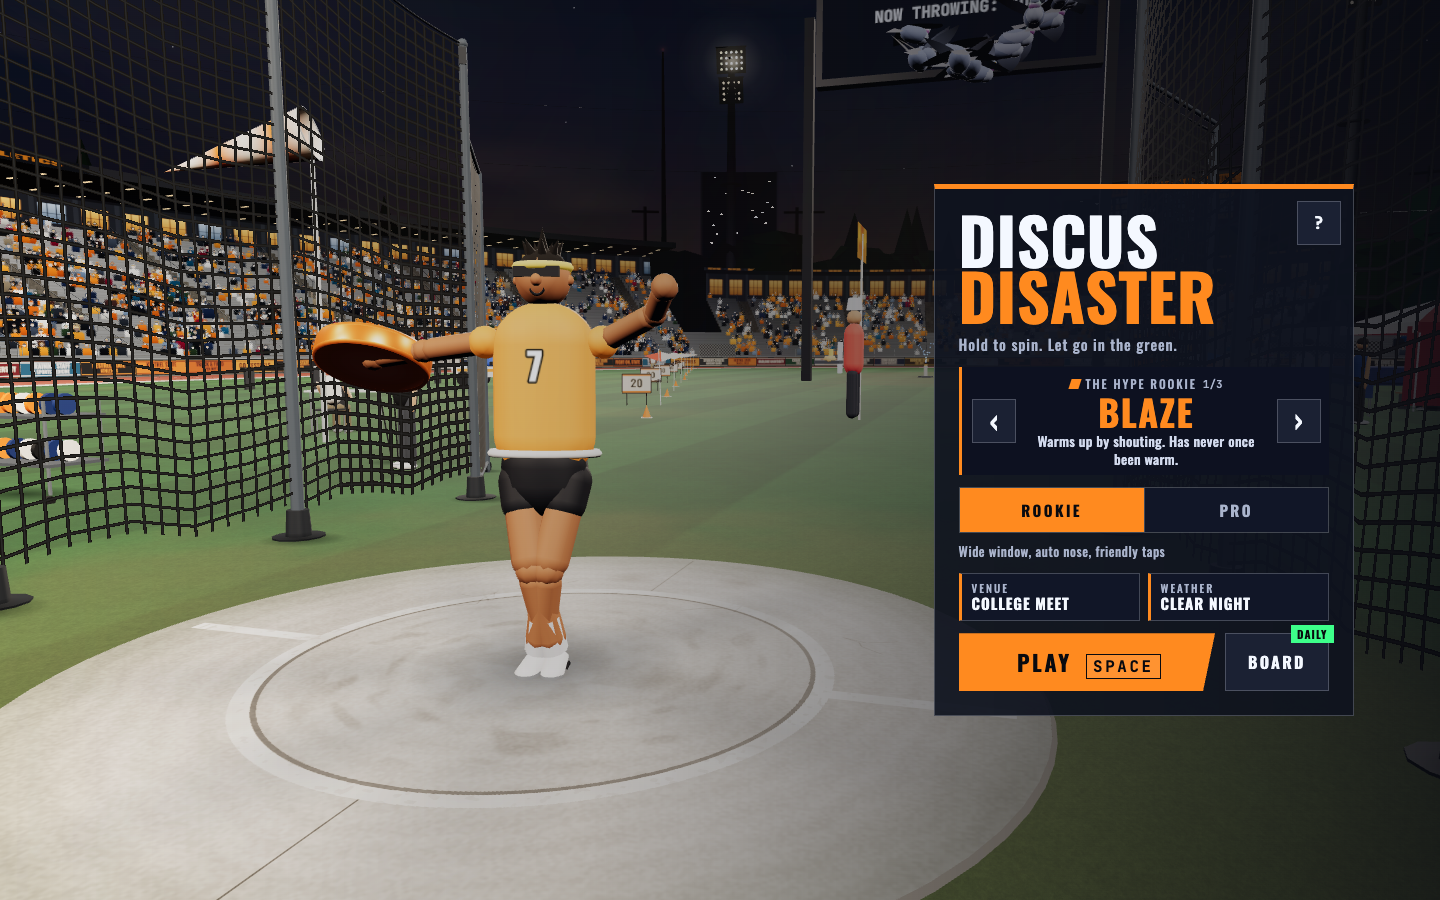 NOW THROWING:
7
20
DISCUS
DISASTER
?
Hold to spin. Let go in the green.
THE HYPE ROOKIE 1/3
BLAZE
Warms up by shouting. Has never once
been warm.
ROOKIE
PRO
Wide window, auto nose, friendly taps
VENUE
COLLEGE MEET
WEATHER
CLEAR NIGHT
DAILY
PLAY SPACE
BOARD